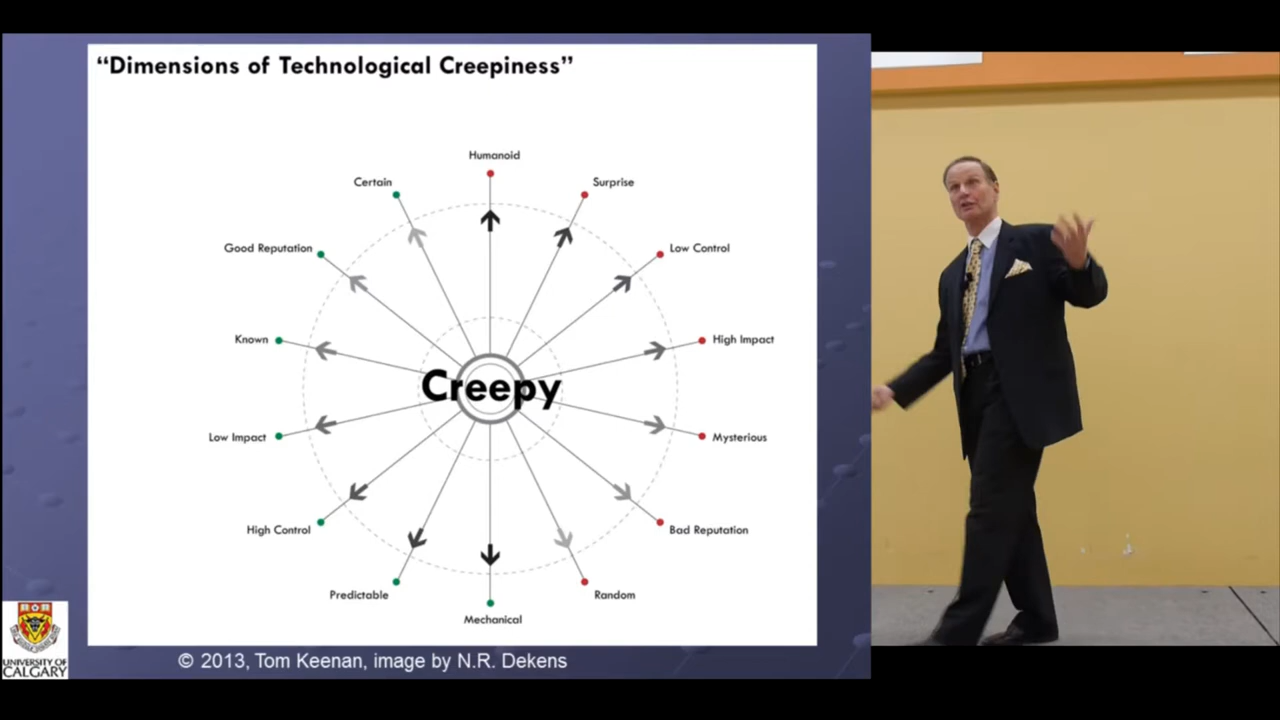 “Dimensions of Technological Creepiness”
Humanoid
Certain
Surprise
Good Reputation
Low Control
Known
High Impact
Creepy
Low Impact
Mysterious
High Control
Bad Reputation
Predictable
Random
Mechanical
UNIVERSITY OF
CALGARY
© 2013, Tom Keenan, image by N.R. Dekens